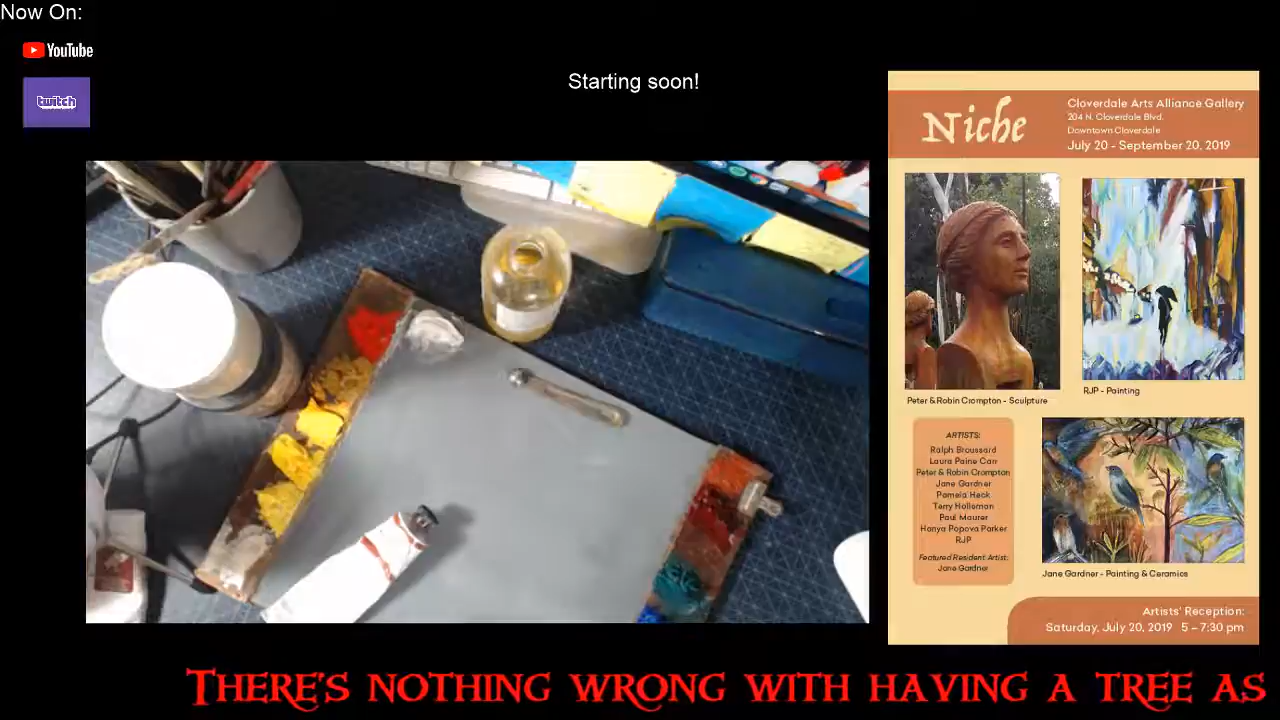 Now On:
YouTube
twitch
Starting soon!
Niche
Cloverdale Arts Alliance Gallery
204 N. Cloverdale Blvd.
Downtown Cloverdale
July 20 - September 20, 2019
Peter & Robin Crompton - Sculpture
RJP - Painting
ARTISTS:
Ralph Broussard
Laura Paine Carr
Peter & Robin Crompton
Jane Gardner
Pamela Heck
Terry Holleman
Paul Maurer
Hanya Popova Parker
RJP
Featured Resident Artist:
Jane Gardner
Jane Gardner - Painting & Ceramics
Artists' Reception:
Saturday, July 20, 2019 5 – 7:30 pm
There's nothing wrong with having a tree as